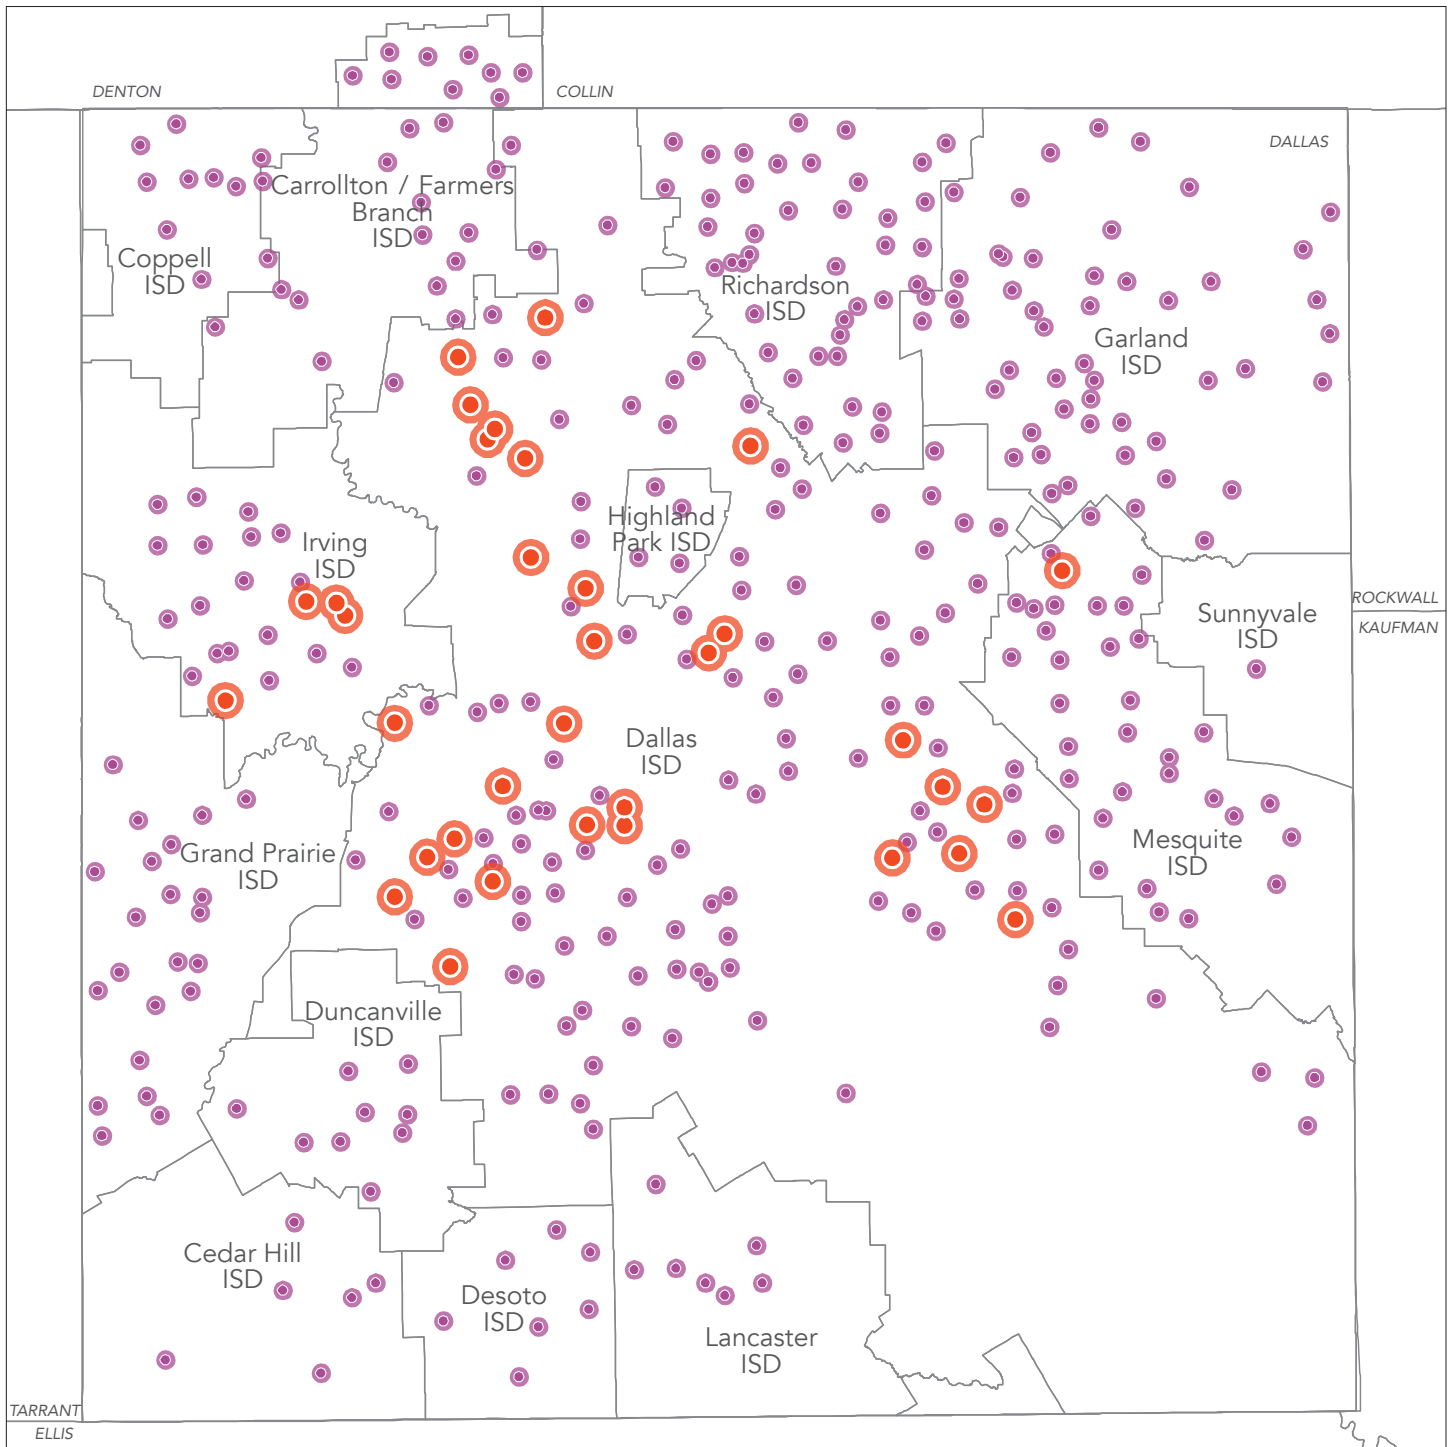 DENTON
COLLIN
DALLAS
Carrollton / Farmers
Branch
ISD
Coppell
ISD
Richardson
ISD
Garland
ISD
Highland
Park ISD
Irving
ISD
ROCKWALL
KAUFMAN
Sunnyvale
ISD
Dallas
ISD
Grand Prairie
ISD
Mesquite
ISD
Duncanville
ISD
Cedar Hill
ISD
Desoto
ISD
Lancaster
ISD
TARRANT
ELLIS